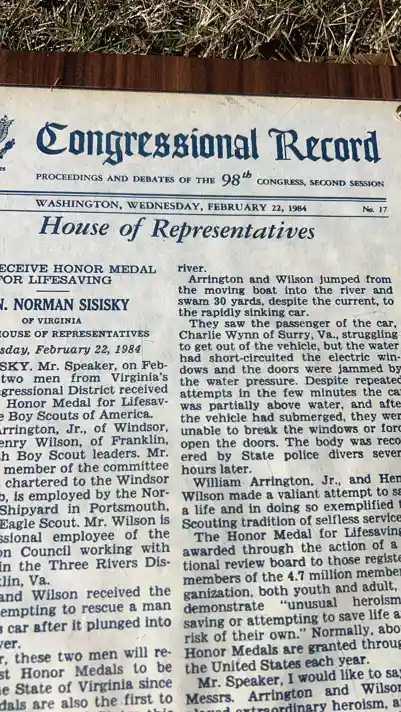 Congressional Record
PROCEEDINGS AND DEBATES OF THE 98th CONGRESS, SECOND SESSION
WASHINGTON, WEDNESDAY, FEBRUARY 22, 1984
No. 17
House of Representatives
ECEIVE HONOR MEDAL
FOR LIFESAVING
N. NORMAN SISISKY
OF VIRGINIA
HOUSE OF REPRESENTATIVES
sday, February 22, 1984
SKY. Mr. Speaker, on Feb-
two men from Virginia's
gressional District received
Honor Medal for Lifesav-
e Boy Scouts of America.
Arrington, Jr., of Windsor,
enry Wilson, of Franklin,
h Boy Scout leaders. Mr.
member of the committee
chartered to the Windsor
b, is employed by the Nor-
Shipyard in Portsmouth,
Eagle Scout. Mr. Wilson is
ssional employee of the
on Council working with
in the Three Rivers Dis-
lin, Va.
and Wilson received the
tempting to rescue a man
s car after it plunged into
ver.
r, these two men will re-
st Honor Medals to be
e State of Virginia since
dals are also the first to
river.
Arrington and Wilson jumped from
the moving boat into the river and
swam 30 yards, despite the current, to
the rapidly sinking car.
They saw the passenger of the car,
Charlie Wynn of Surry, Va., struggling
to get out of the vehicle, but the water
had short-circuited the electric win-
dows and the doors were jammed by
the water pressure. Despite repeated
attempts in the few minutes the ca
was partially above water, and afte
the vehicle had submerged, they wer
unable to break the windows or forc
open the doors. The body was reco
ered by State police divers sever
hours later.
William Arrington, Jr., and Hen
Wilson made a valiant attempt to sa
a life and in doing so exemplified t
Scouting tradition of selfless service
The Honor Medal for Lifesaving
awarded through the action of a
tional review board to those registe
members of the 4.7 million member
ganization, both youth and adult,
demonstrate "unusual heroism
saving or attempting to save life a
risk of their own." Normally, abo
Honor Medals are granted throug
the United States each year.
Mr. Speaker, I would like to say
Messrs. Arrington and Wilson
extraordinary heroism, a